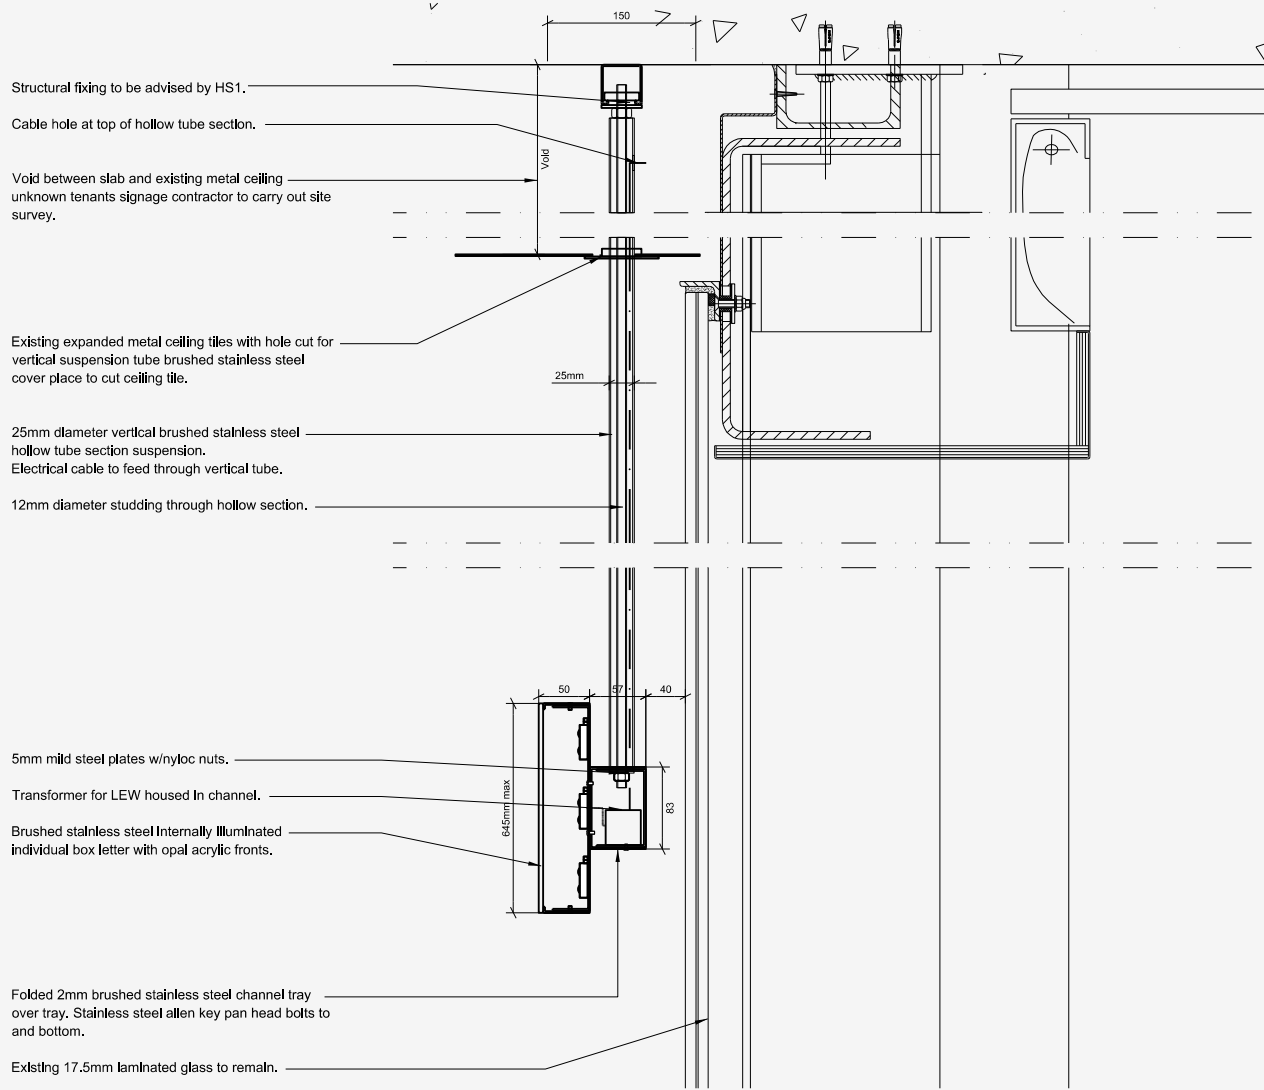 150
Structural fixing to be advised by HS1.
Cable hole at top of hollow tube section.
Void
Void between slab and existing metal ceiling
unknown tenants signage contractor to carry out site
survey.
Existing expanded metal ceiling tiles with hole cut for
vertical suspension tube brushed stainless steel
cover place to cut ceiling tile.
25mm
25mm diameter vertical brushed stainless steel
hollow tube section suspension.
Electrical cable to feed through vertical tube.
12mm diameter studding through hollow section.
50 57 40
5mm mild steel plates w/nyloc nuts.
Transformer for LEW housed in channel.
645mm max
83
Brushed stainless steel internally illuminated
individual box letter with opal acrylic fronts.
Folded 2mm brushed stainless steel channel tray
over tray. Stainless steel allen key pan head bolts to
and bottom.
Existing 17.5mm laminated glass to remain.